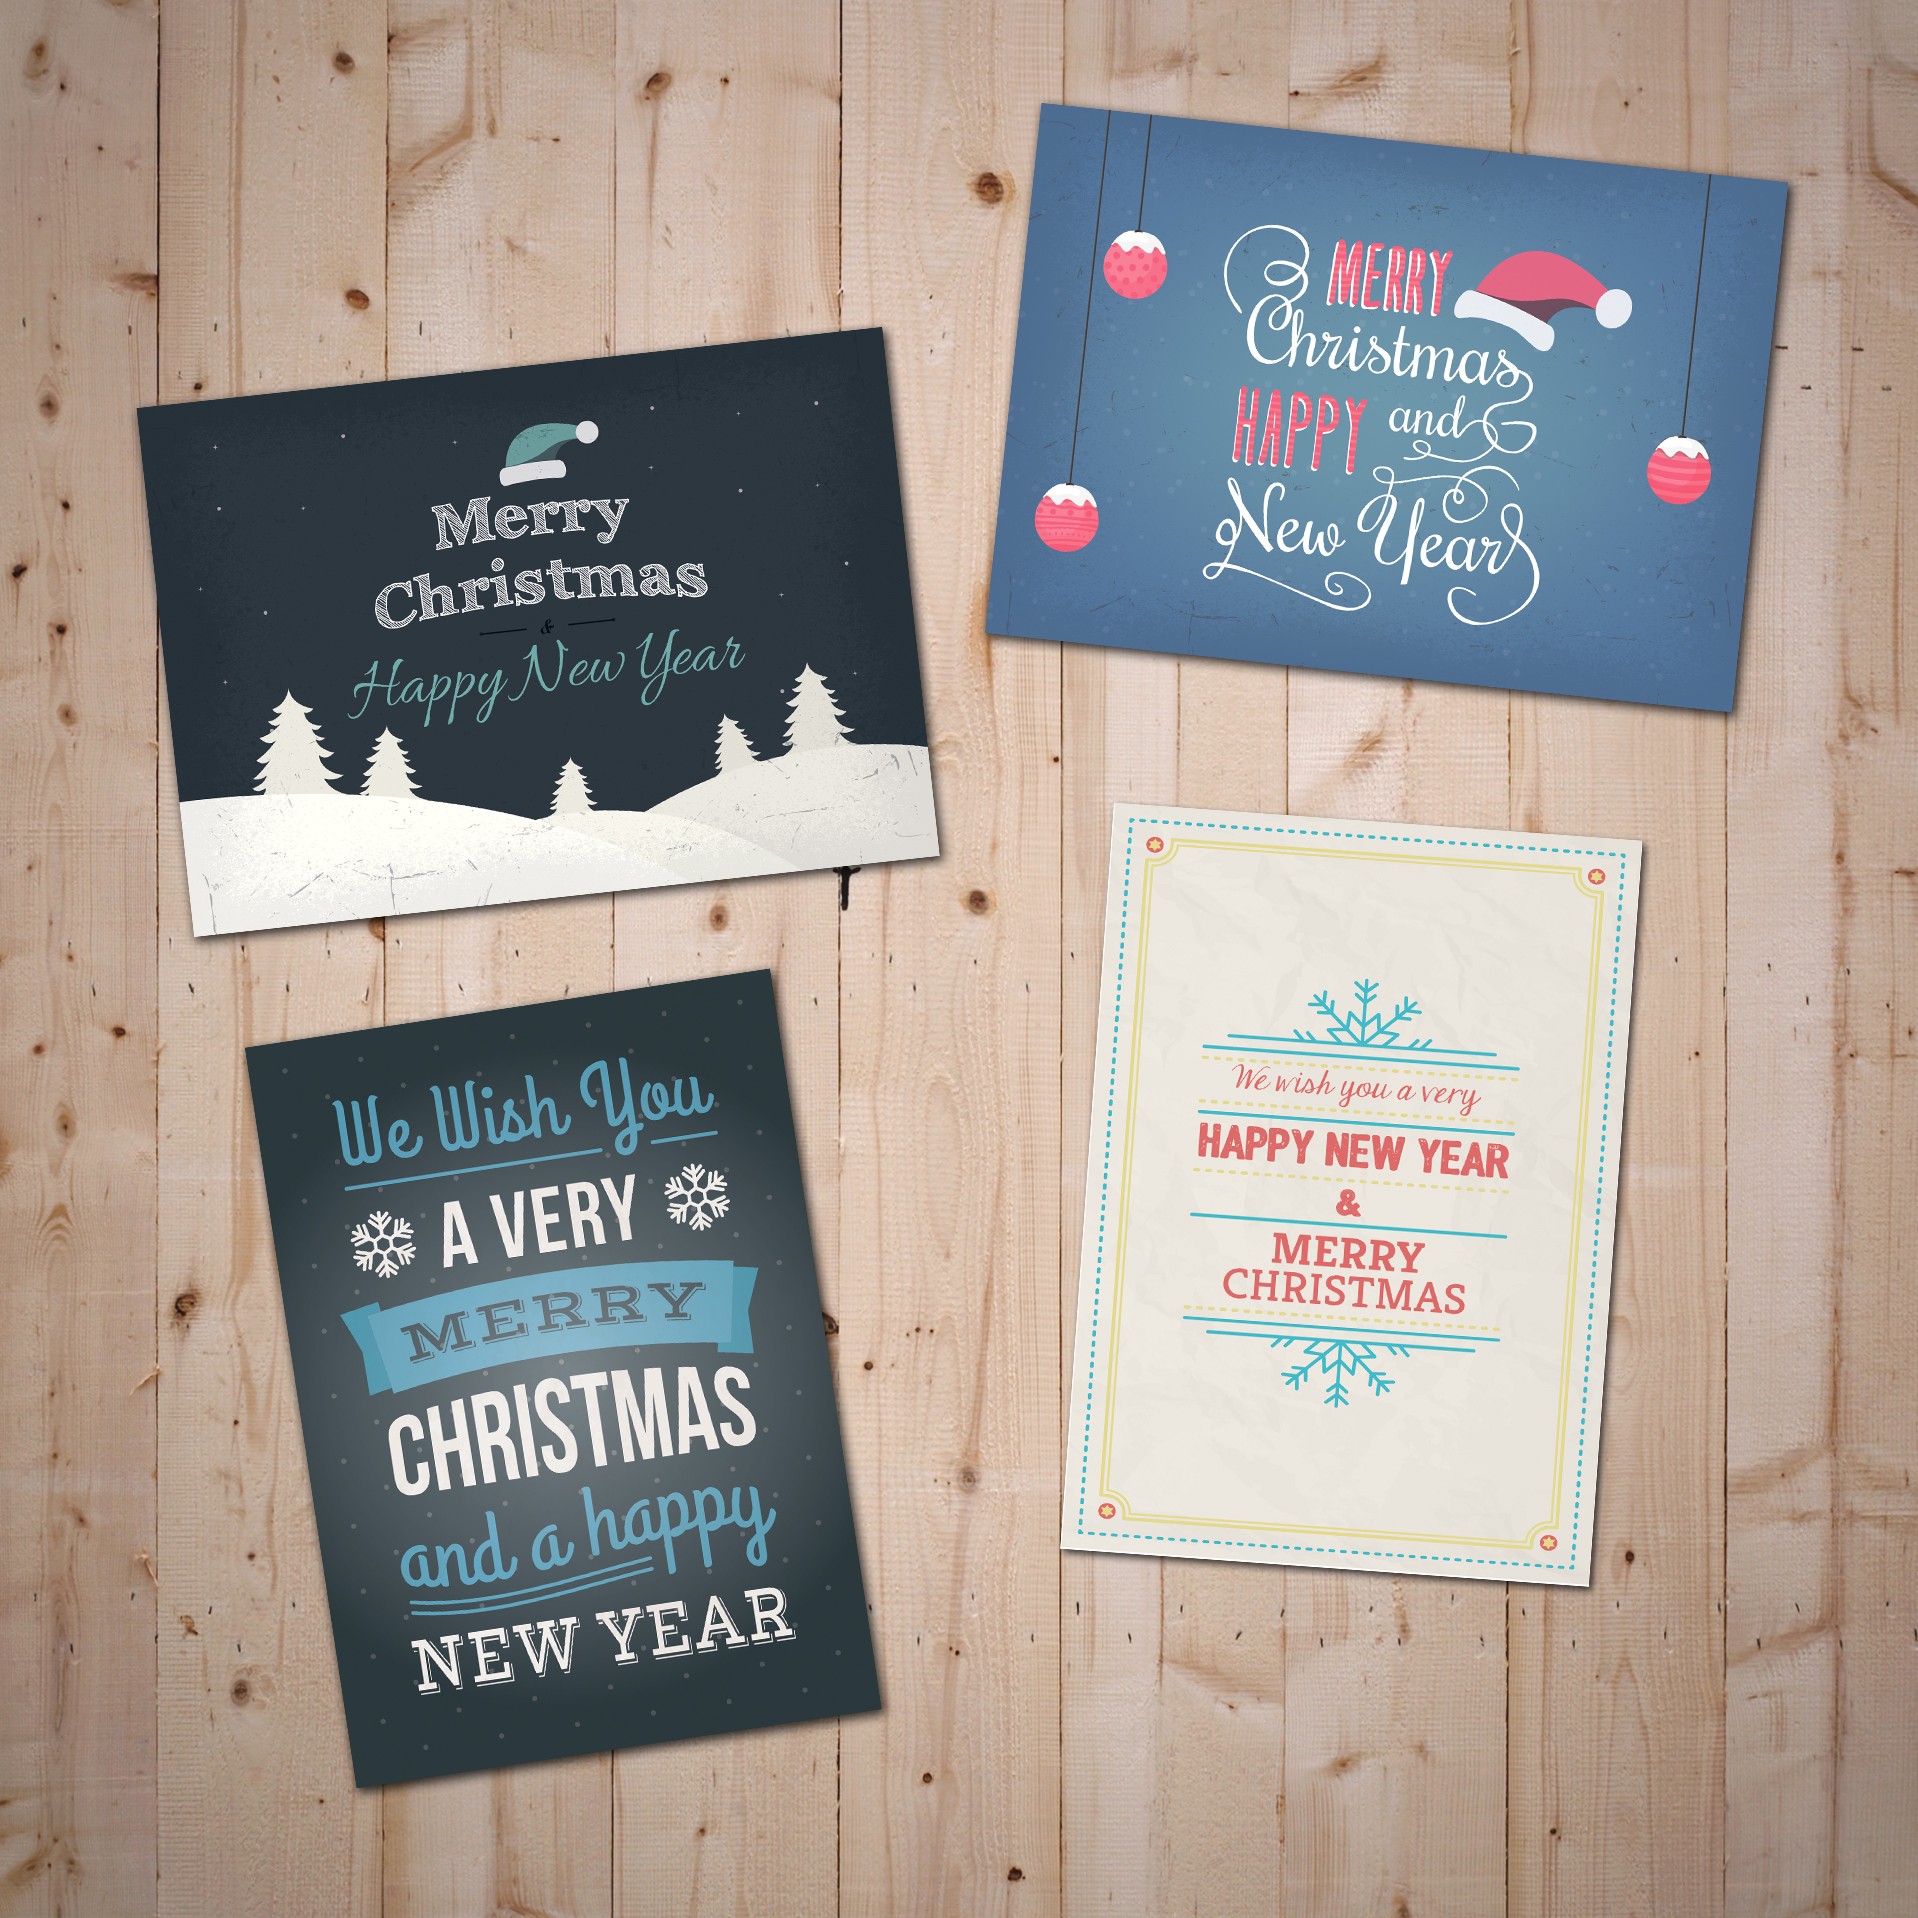 Merry
Christmas
&
Happy New Year
MERRY
Christmas
HAPPY and
New Year
We Wish You
A VERY
MERRY
CHRISTMAS
and a happy
NEW YEAR
We wish you a very
HAPPY NEW YEAR
&
MERRY
CHRISTMAS